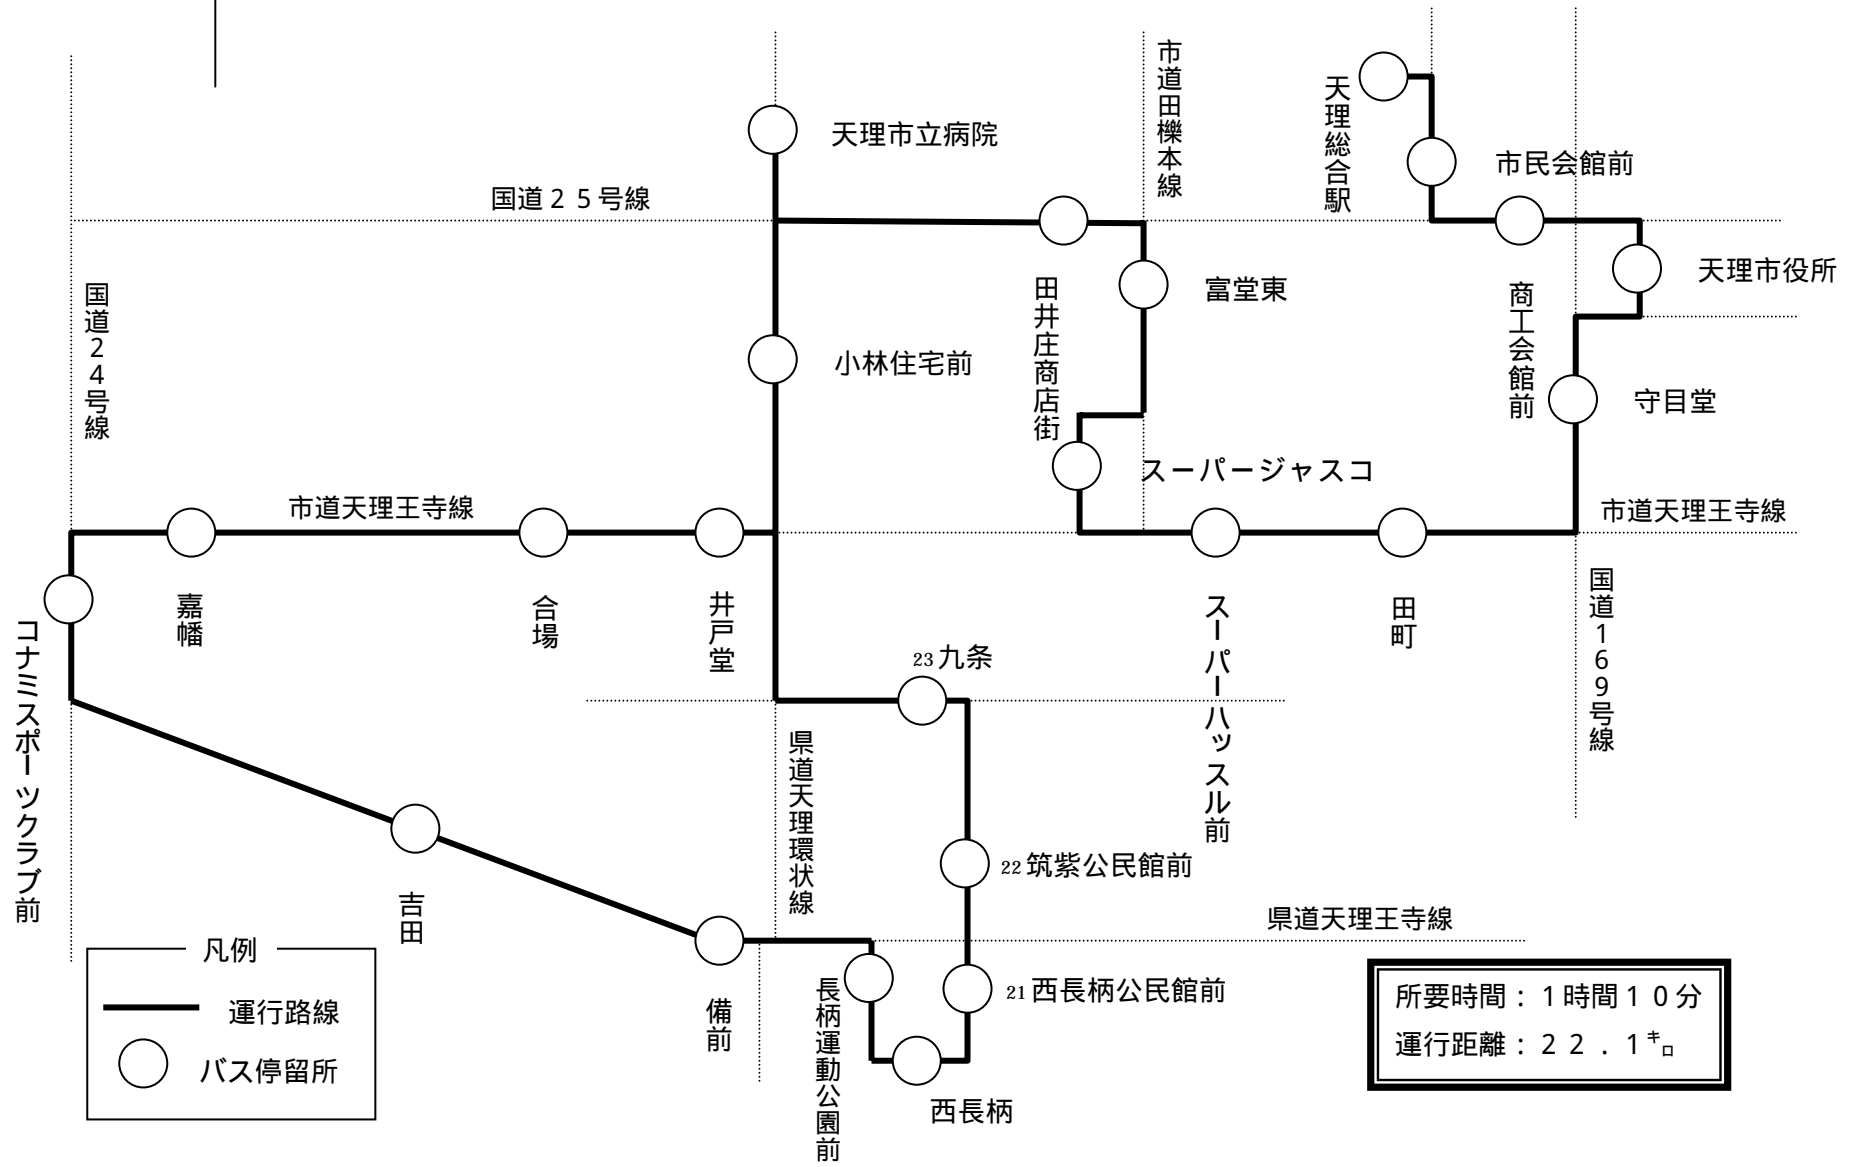 市道田櫟本線
天理総合駅
天理市立病院
市民会館前
国道２５号線
天理市役所
国道24号線
田井庄商店街
富堂東
商工会館前
小林住宅前
守目堂
スーパージャスコ
市道天理王寺線
市道天理王寺線
嘉幡
合場
井戸堂
スーパーハッスル前
田町
国道169号線
コナミスポーツクラブ前
23九条
県道天理環状線
22筑紫公民館前
吉田
県道天理王寺線
備前
長柄運動公園前
21西長柄公民館前
西長柄
凡例
運行路線
バス停留所
所要時間：１時間１０分
運行距離：２２．１㌔